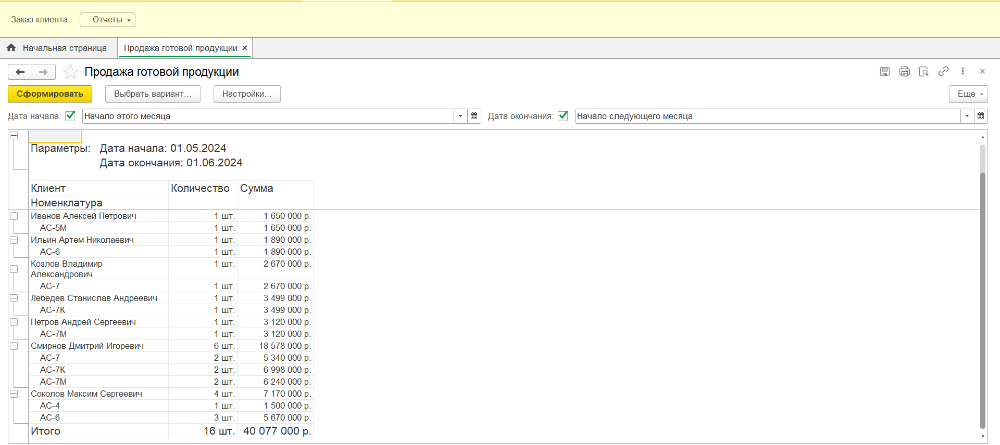 Заказ клиента Отчеты
Начальная страница Продажа готовой продукции
Продажа готовой продукции
Сформировать Выбрать вариант... Настройки... Еще
Дата начала: Начало этого месяца Дата окончания: Начало следующего месяца
Параметры: Дата начала: 01.05.2024
Дата окончания: 01.06.2024
Клиент Количество Сумма
Номенклатура
Иванов Алексей Петрович 1 шт. 1 650 000 р.
АС-5М 1 шт. 1 650 000 р.
Ильин Артем Николаевич 1 шт. 1 890 000 р.
АС-6 1 шт. 1 890 000 р.
Козлов Владимир 1 шт. 2 670 000 р.
Александрович
АС-7 1 шт. 2 670 000 р.
Лебедев Станислав Андреевич 1 шт. 3 499 000 р.
АС-7К 1 шт. 3 499 000 р.
Петров Андрей Сергеевич 1 шт. 3 120 000 р.
АС-7М 1 шт. 3 120 000 р.
Смирнов Дмитрий Игоревич 6 шт. 18 578 000 р.
АС-7 2 шт. 5 340 000 р.
АС-7К 2 шт. 6 998 000 р.
АС-7М 2 шт. 6 240 000 р.
Соколов Максим Сергеевич 4 шт. 7 170 000 р.
АС-4 1 шт. 1 500 000 р.
АС-6 3 шт. 5 670 000 р.
Итого 16 шт. 40 077 000 р.